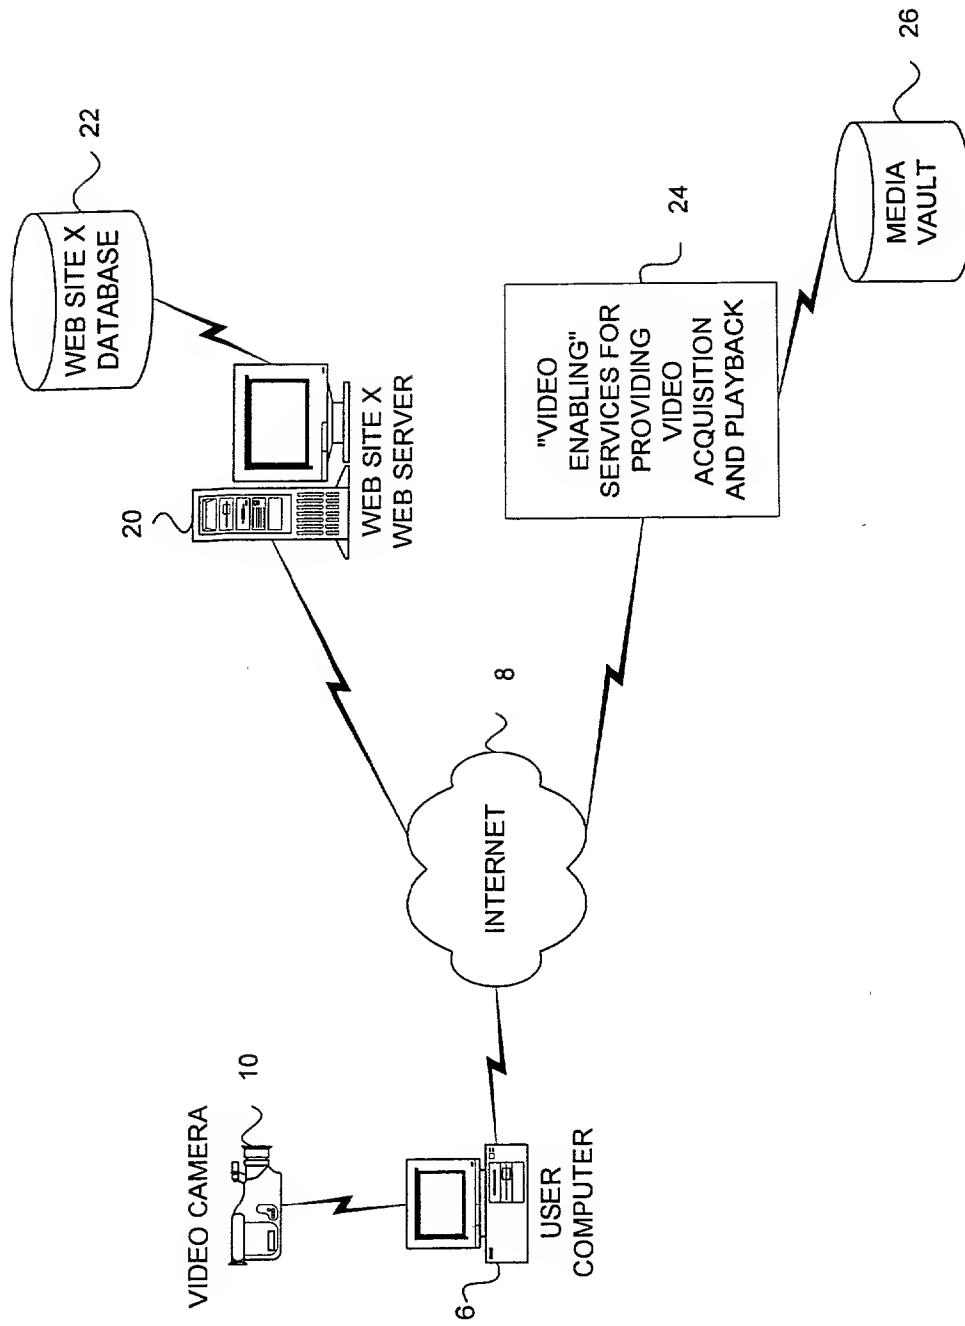 VIDEO CAMERA
10
6
USER
COMPUTER
INTERNET
8
20
WEB SITE X
WEB SERVER
WEB SITE X
DATABASE
22
"VIDEO
ENABLING"
SERVICES FOR
PROVIDING
VIDEO
ACQUISITION
AND PLAYBACK
24
MEDIA
VAULT
26